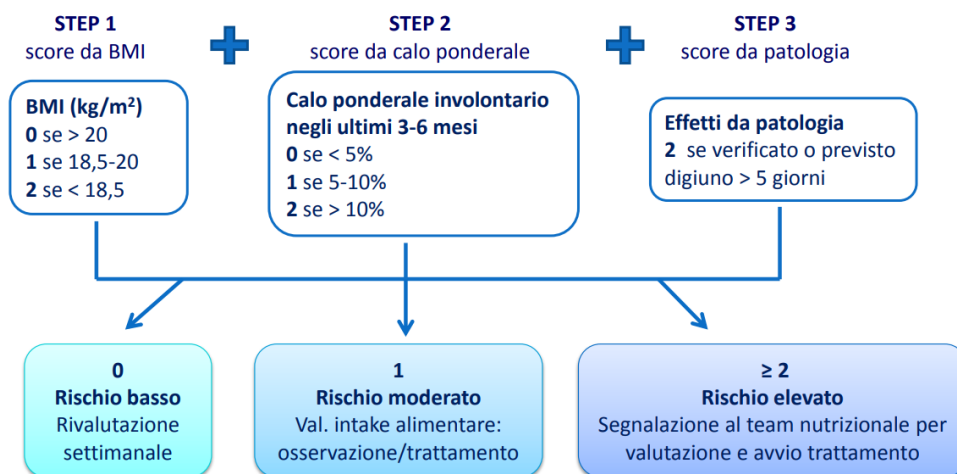 STEP 1
score da BMI
STEP 2
score da calo ponderale
STEP 3
score da patologia
BMI (kg/m²)
0 se > 20
1 se 18,5-20
2 se < 18,5
Calo ponderale involontario
negli ultimi 3-6 mesi
0 se < 5%
1 se 5-10%
2 se > 10%
Effetti da patologia
2 se verificato o previsto
digiuno > 5 giorni
0
Rischio basso
Rivalutazione
settimanale
1
Rischio moderato
Val. intake alimentare:
osservazione/trattamento
≥ 2
Rischio elevato
Segnalazione al team nutrizionale per
valutazione e avvio trattamento